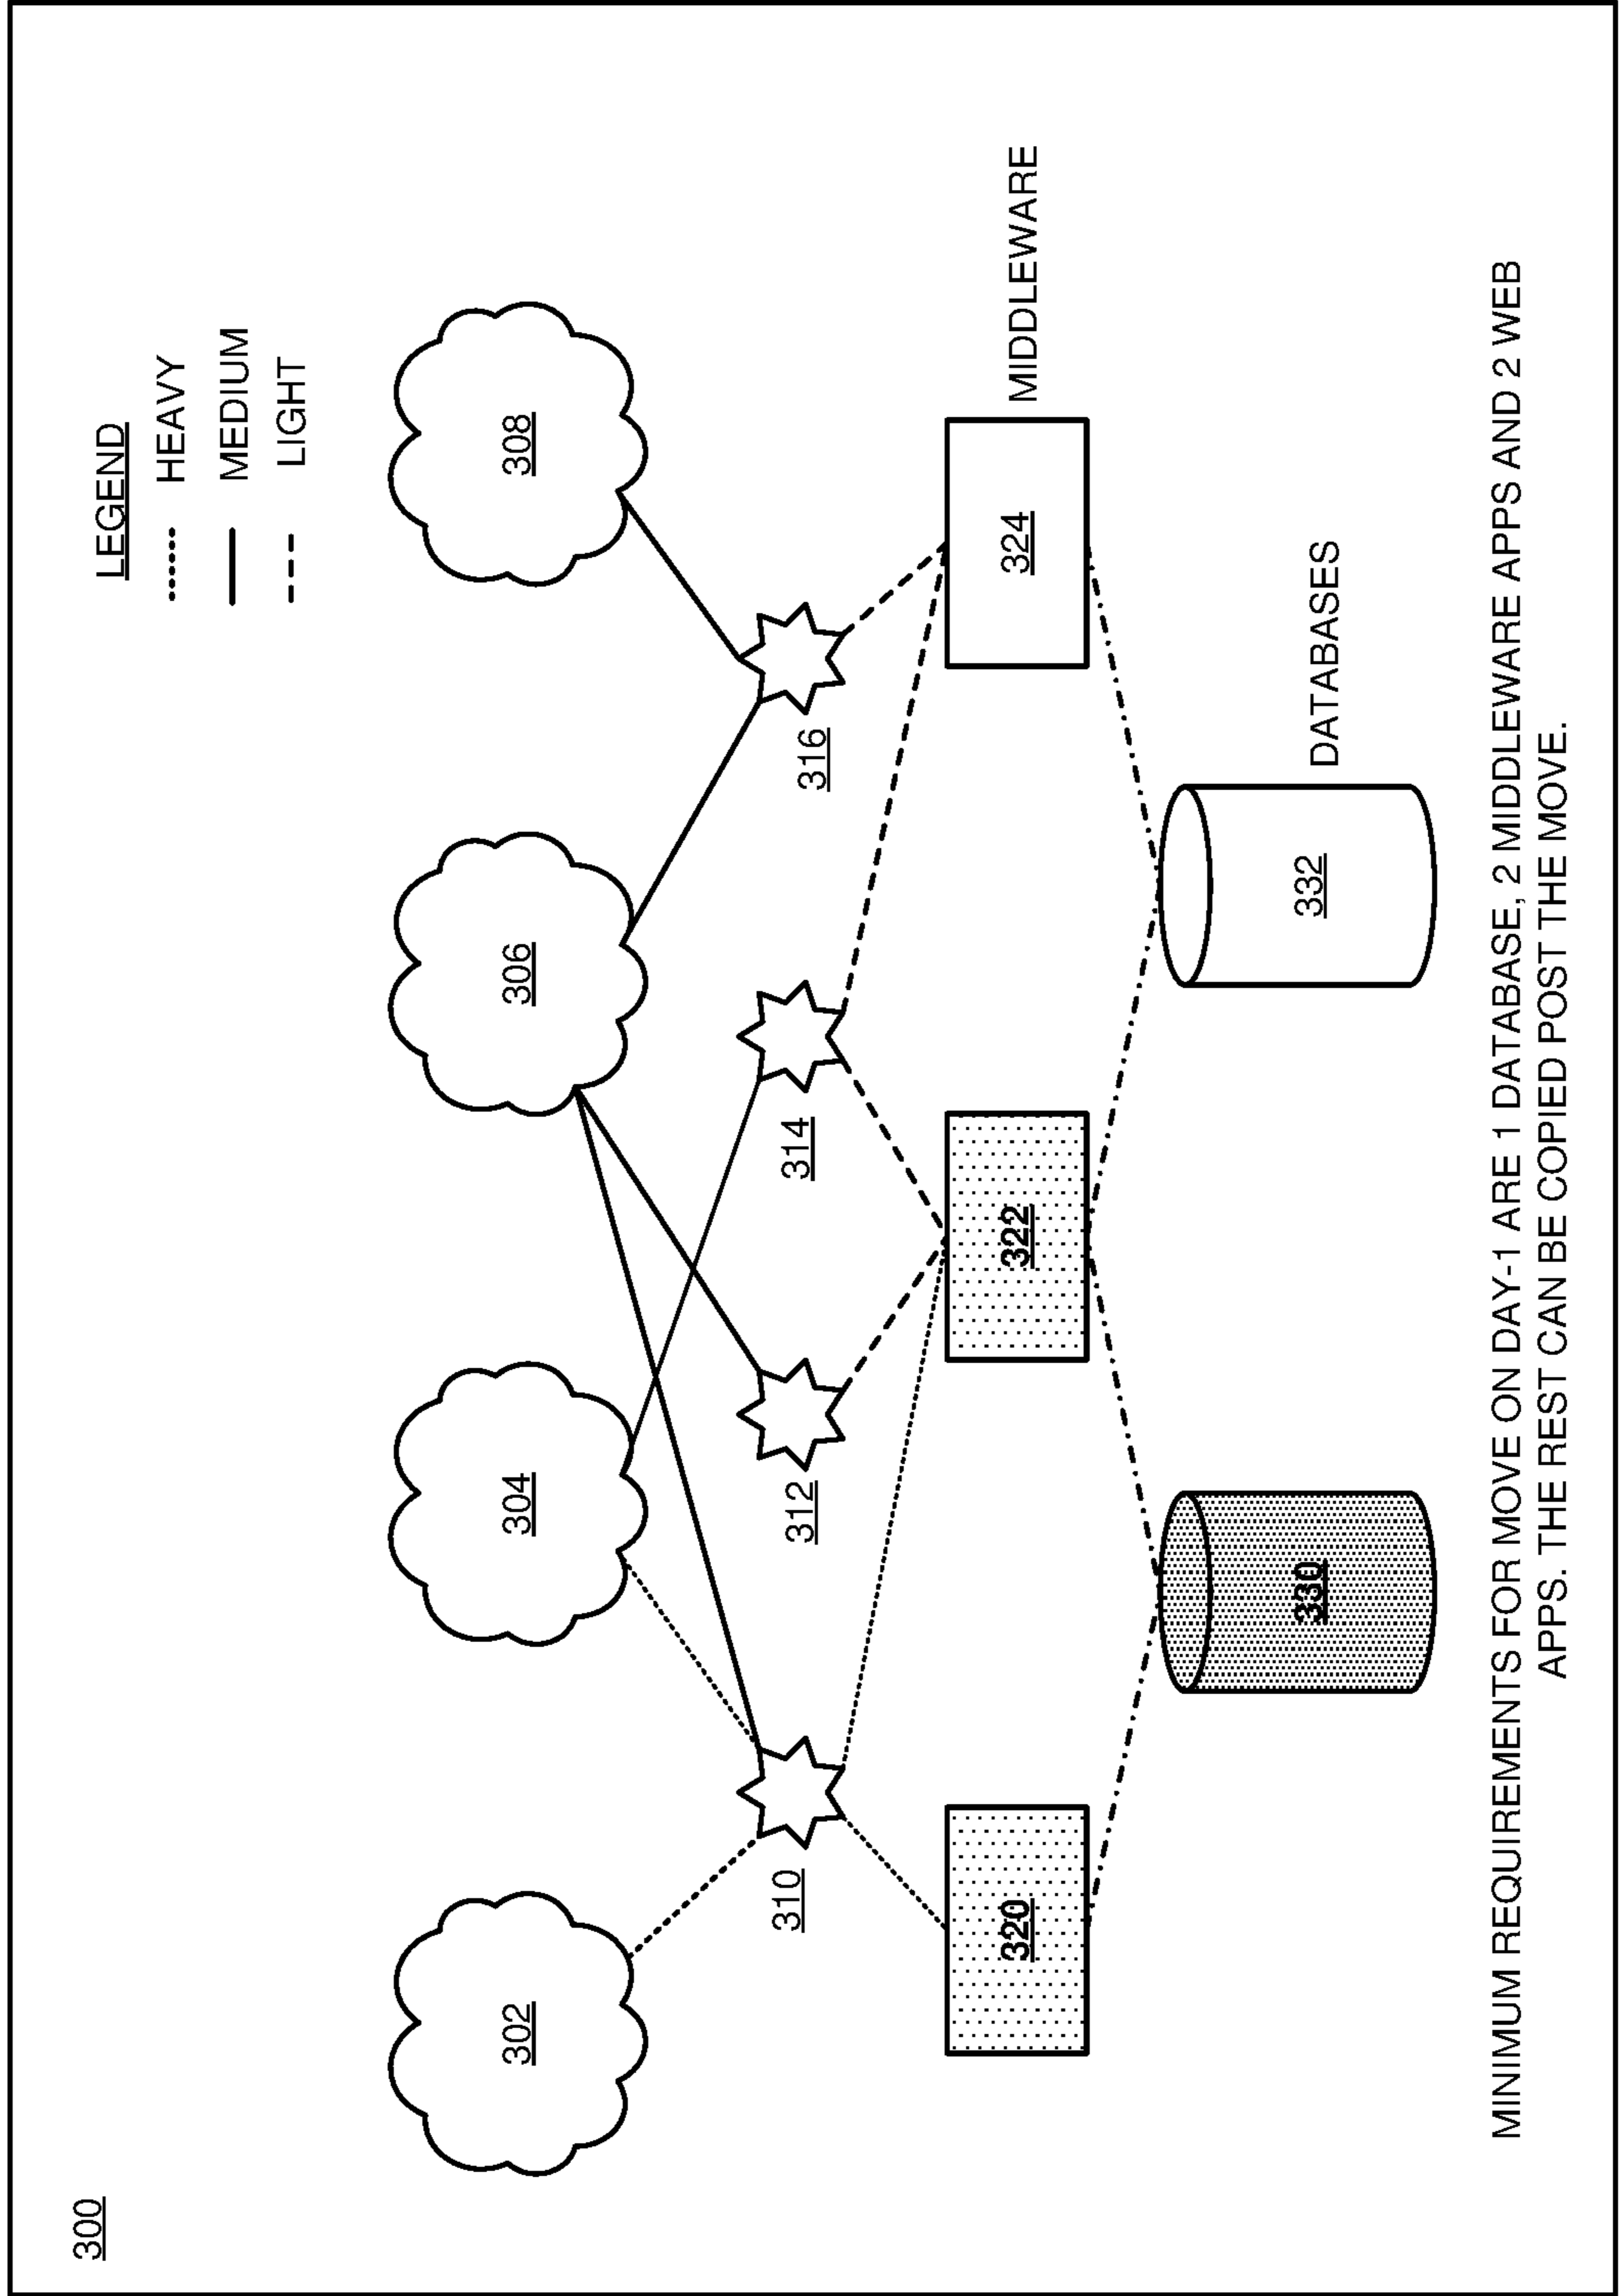 300
LEGEND
HEAVY
MEDIUM
LIGHT
302
304
306
308
310
312
314
316
320
322
324
MIDDLEWARE
330
332
DATABASES
MINIMUM REQUIREMENTS FOR MOVE ON DAY-1 ARE 1 DATABASE, 2 MIDDLEWARE APPS AND 2 WEB
APPS. THE REST CAN BE COPIED POST THE MOVE.